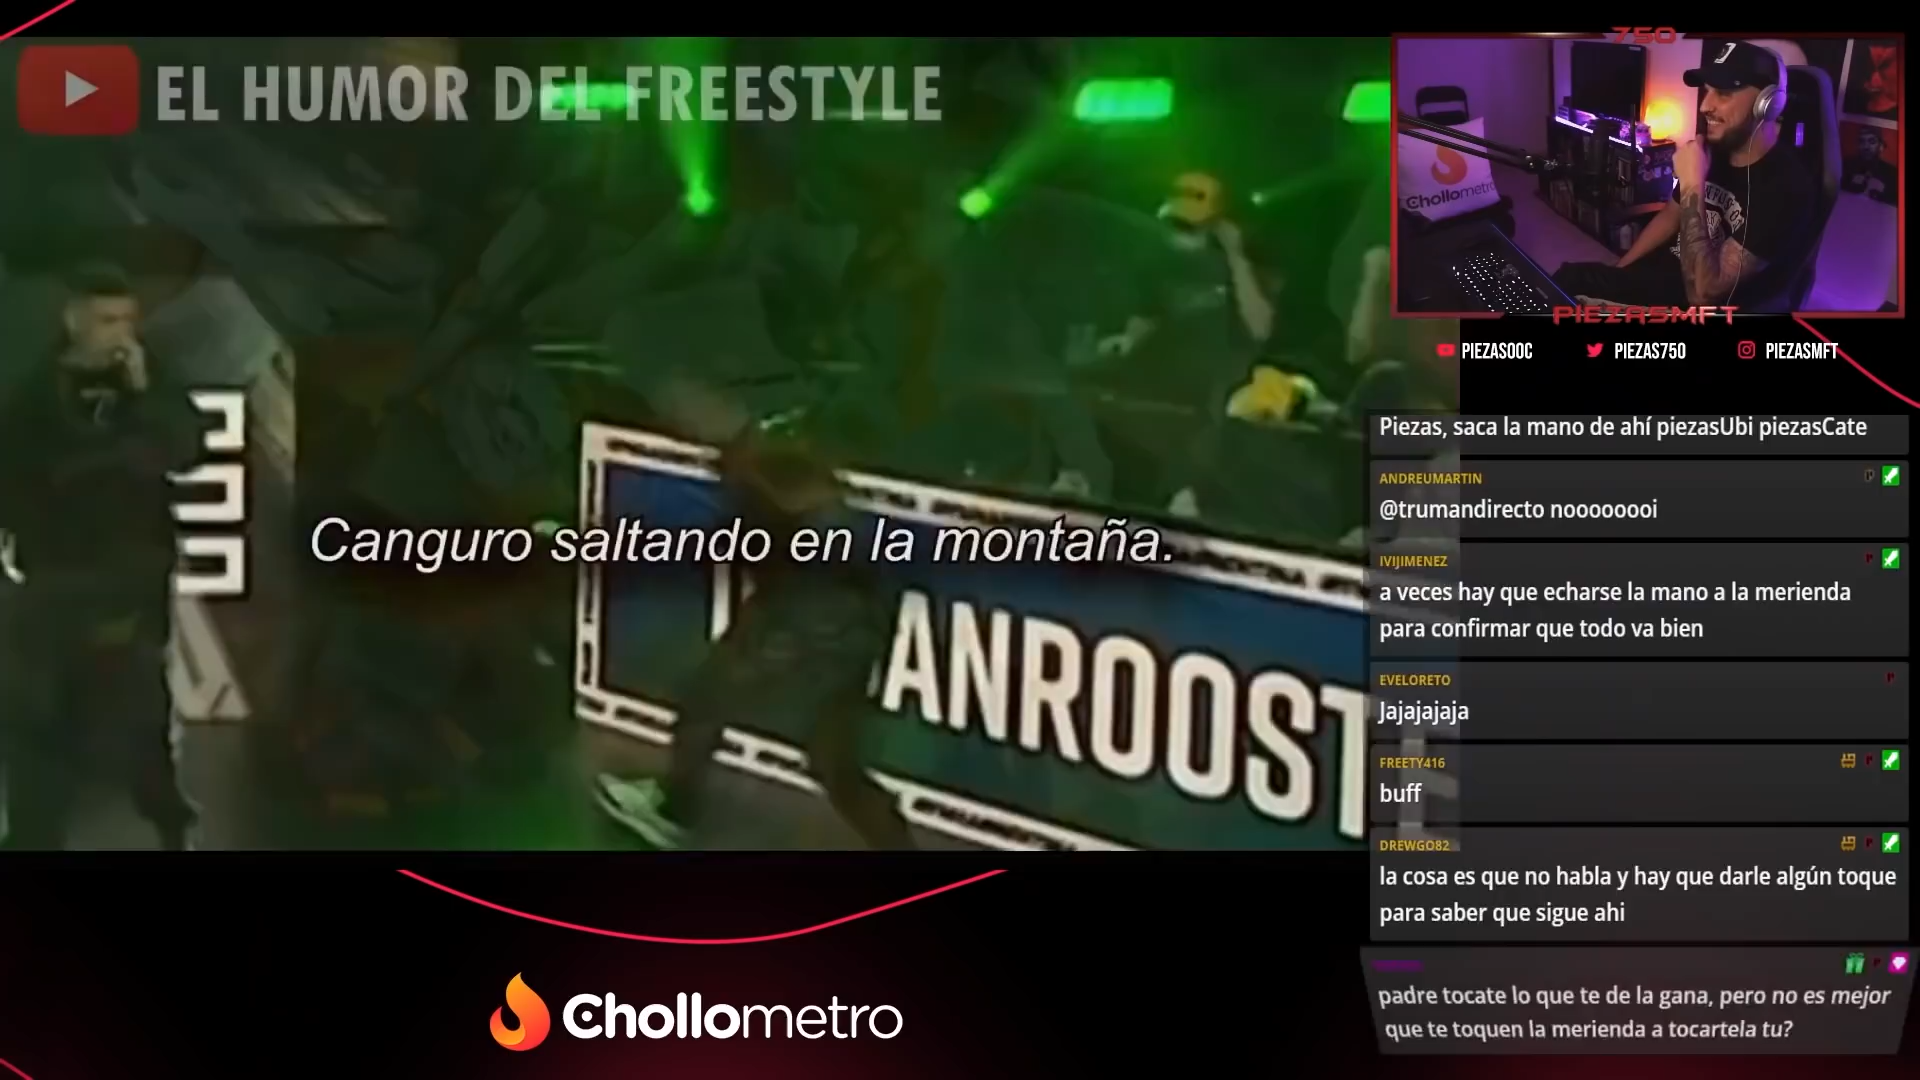 EL HUMOR DEL FREESTYLE
Canguro saltando en la montaña.
ANROOST
Chollometro
750
Chollometro
PIEZASMFT
PIEZASOOC
PIEZAS750
PIEZASMFT
Piezas, saca la mano de ahí piezasUbi piezasCate
ANDREUMARTIN
@trumandirecto noooooooi
IVIJIMENEZ
a veces hay que echarse la mano a la merienda
para confirmar que todo va bien
EVELORETO
Jajajajaja
FREETY416
buff
DREWGO82
la cosa es que no habla y hay que darle algún toque
para saber que sigue ahi
padre tocate lo que te de la gana, pero no es mejor
que te toquen la merienda a tocartela tu?